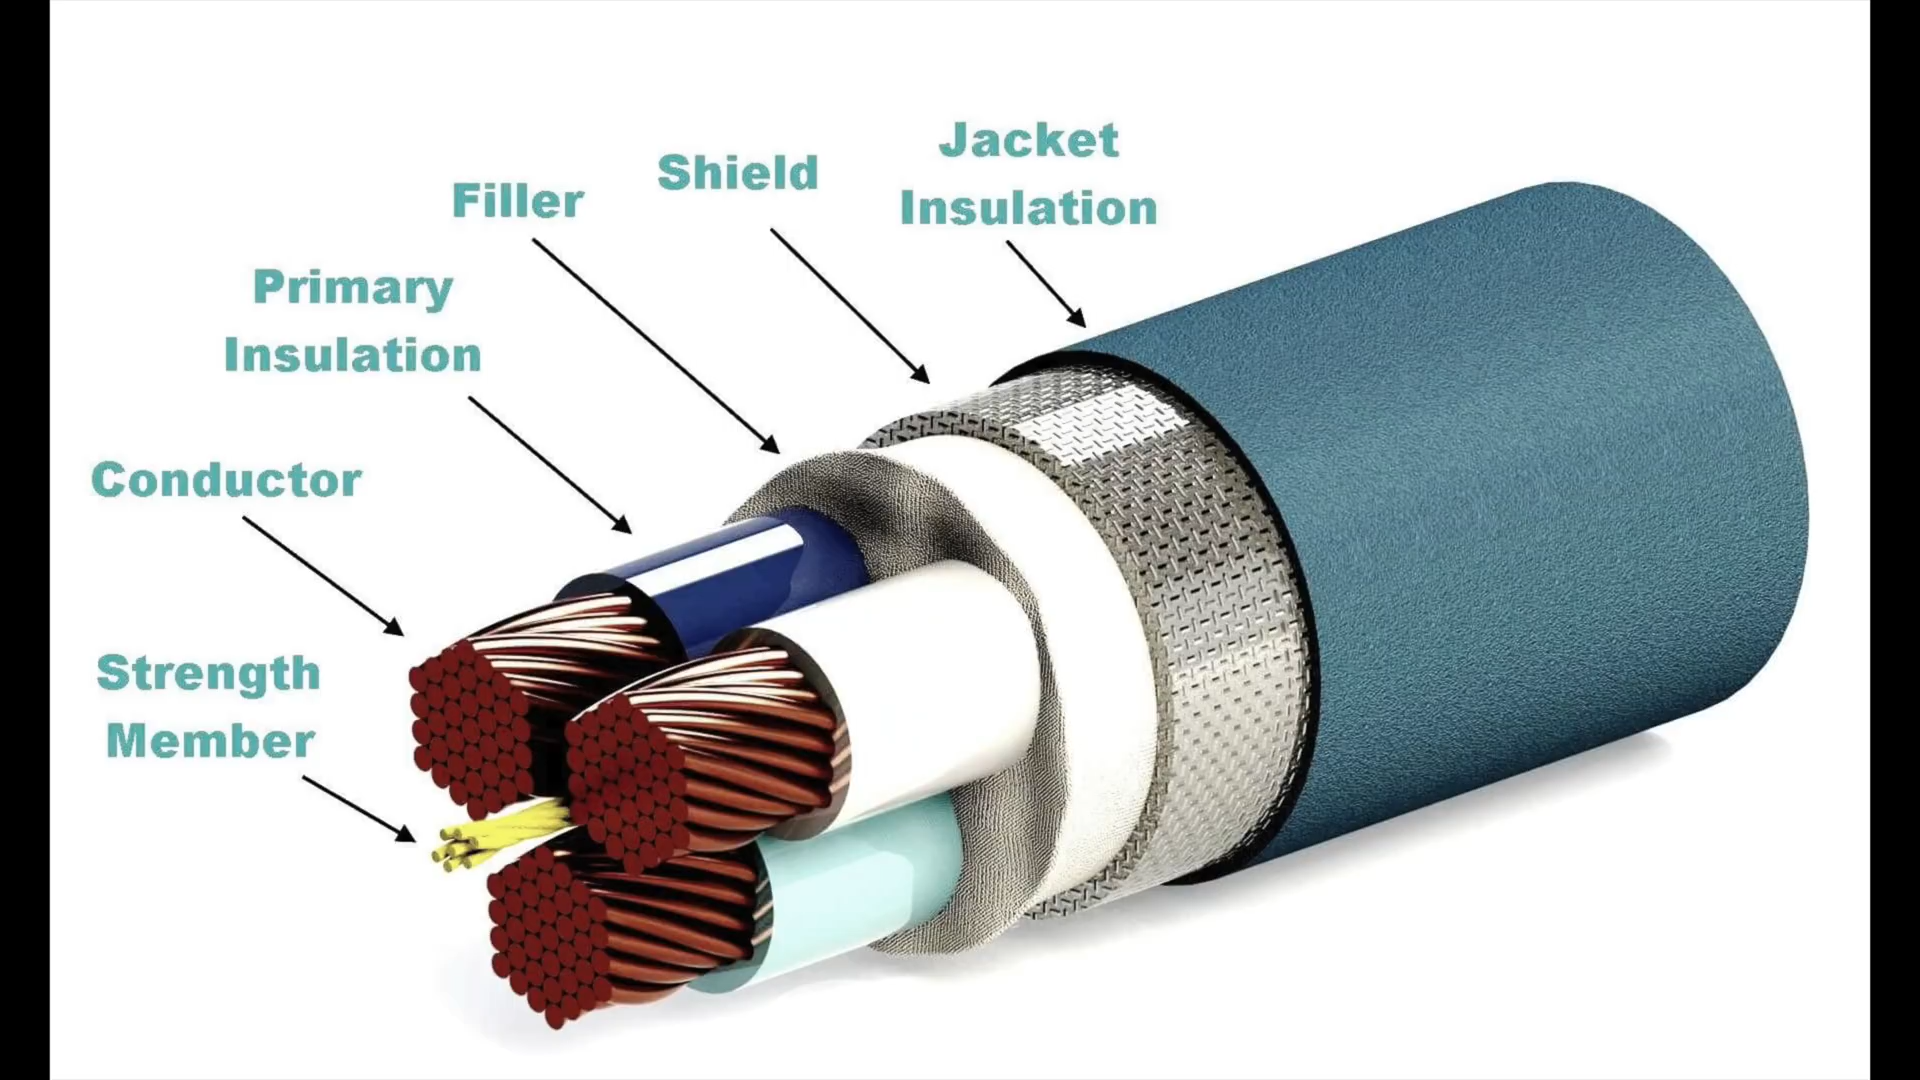 Jacket
Insulation
Shield
Filler
Primary
Insulation
Conductor
Strength
Member